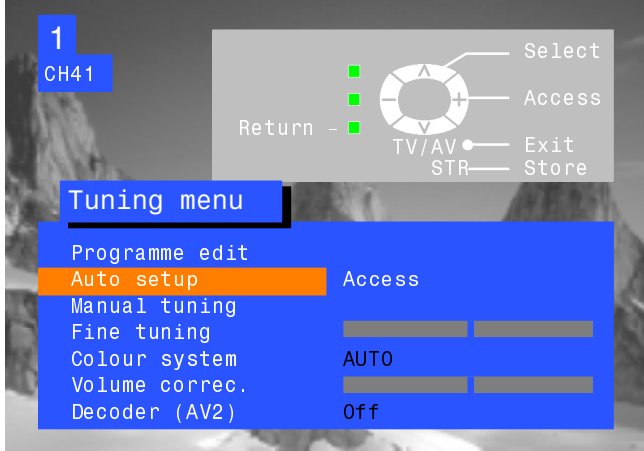 1
CH41
Select
Access
Return –
TV/AV
Exit
STR
Store
Tuning menu
Programme edit
Auto setup Access
Manual tuning
Fine tuning
Colour system AUTO
Volume correc.
Decoder (AV2) Off